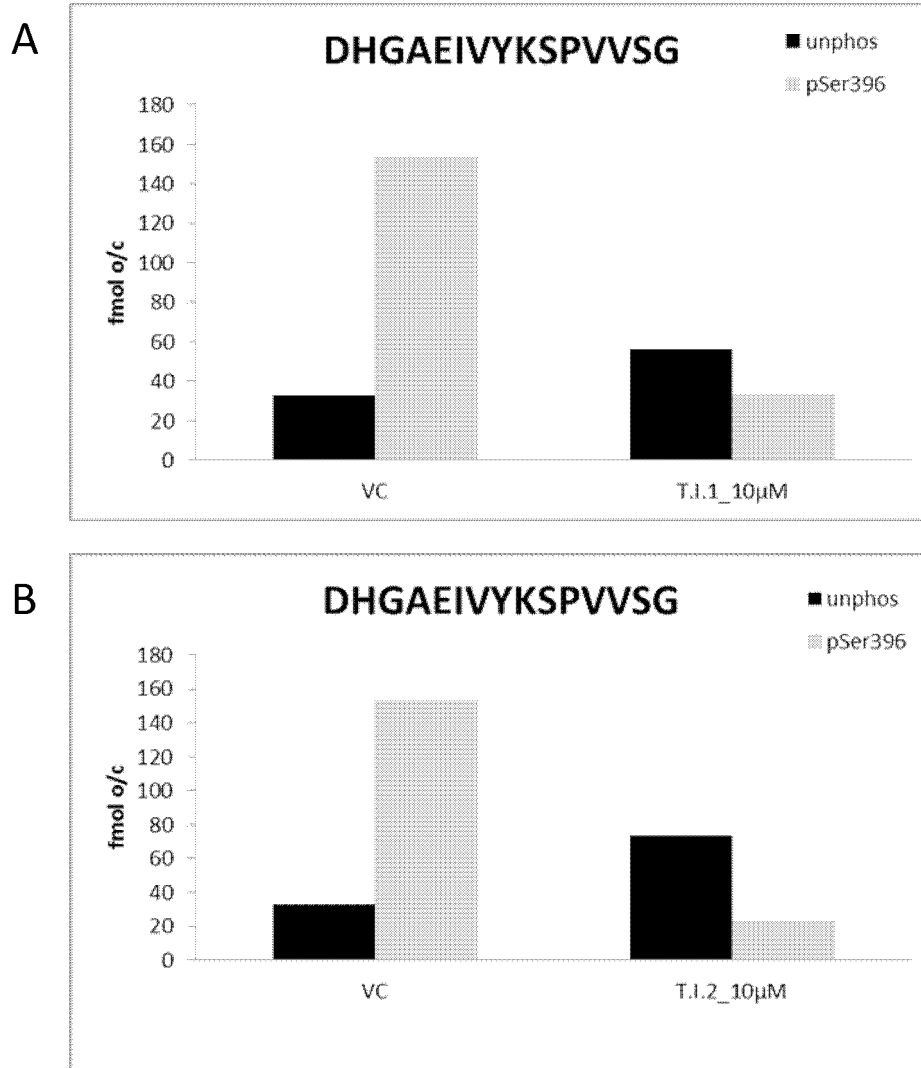 A
DHGAEIVYKSPVVSG
unphos
pSer396
180
160
140
120
100
80
60
40
20
0
fmol o/c
VC
T.I.1_10µM
B
DHGAEIVYKSPVVSG
unphos
pSer396
180
160
140
120
100
80
60
40
20
0
fmol o/c
VC
T.I.2_10µM